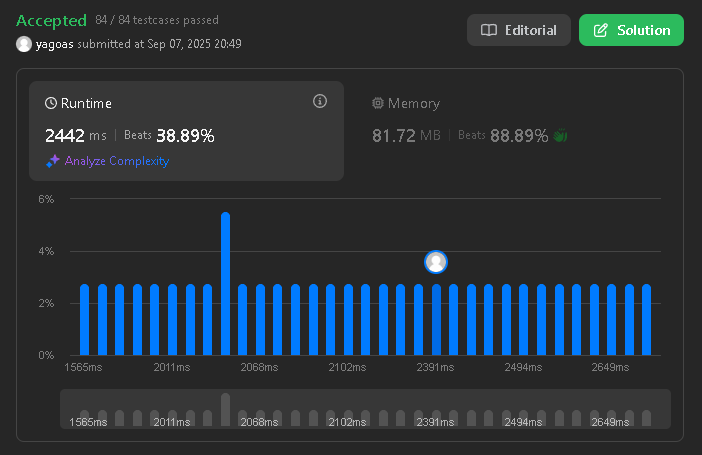 Accepted 84 / 84 testcases passed
yagoas submitted at Sep 07, 2025 20:49
Editorial
Solution
Runtime
2442 ms | Beats 38.89%
Analyze Complexity
Memory
81.72 MB | Beats 88.89%
6%
4%
2%
0%
1565ms 2011ms 2068ms 2102ms 2391ms 2494ms 2649ms
1565ms 2011ms 2068ms 2102ms 2391ms 2494ms 2649ms